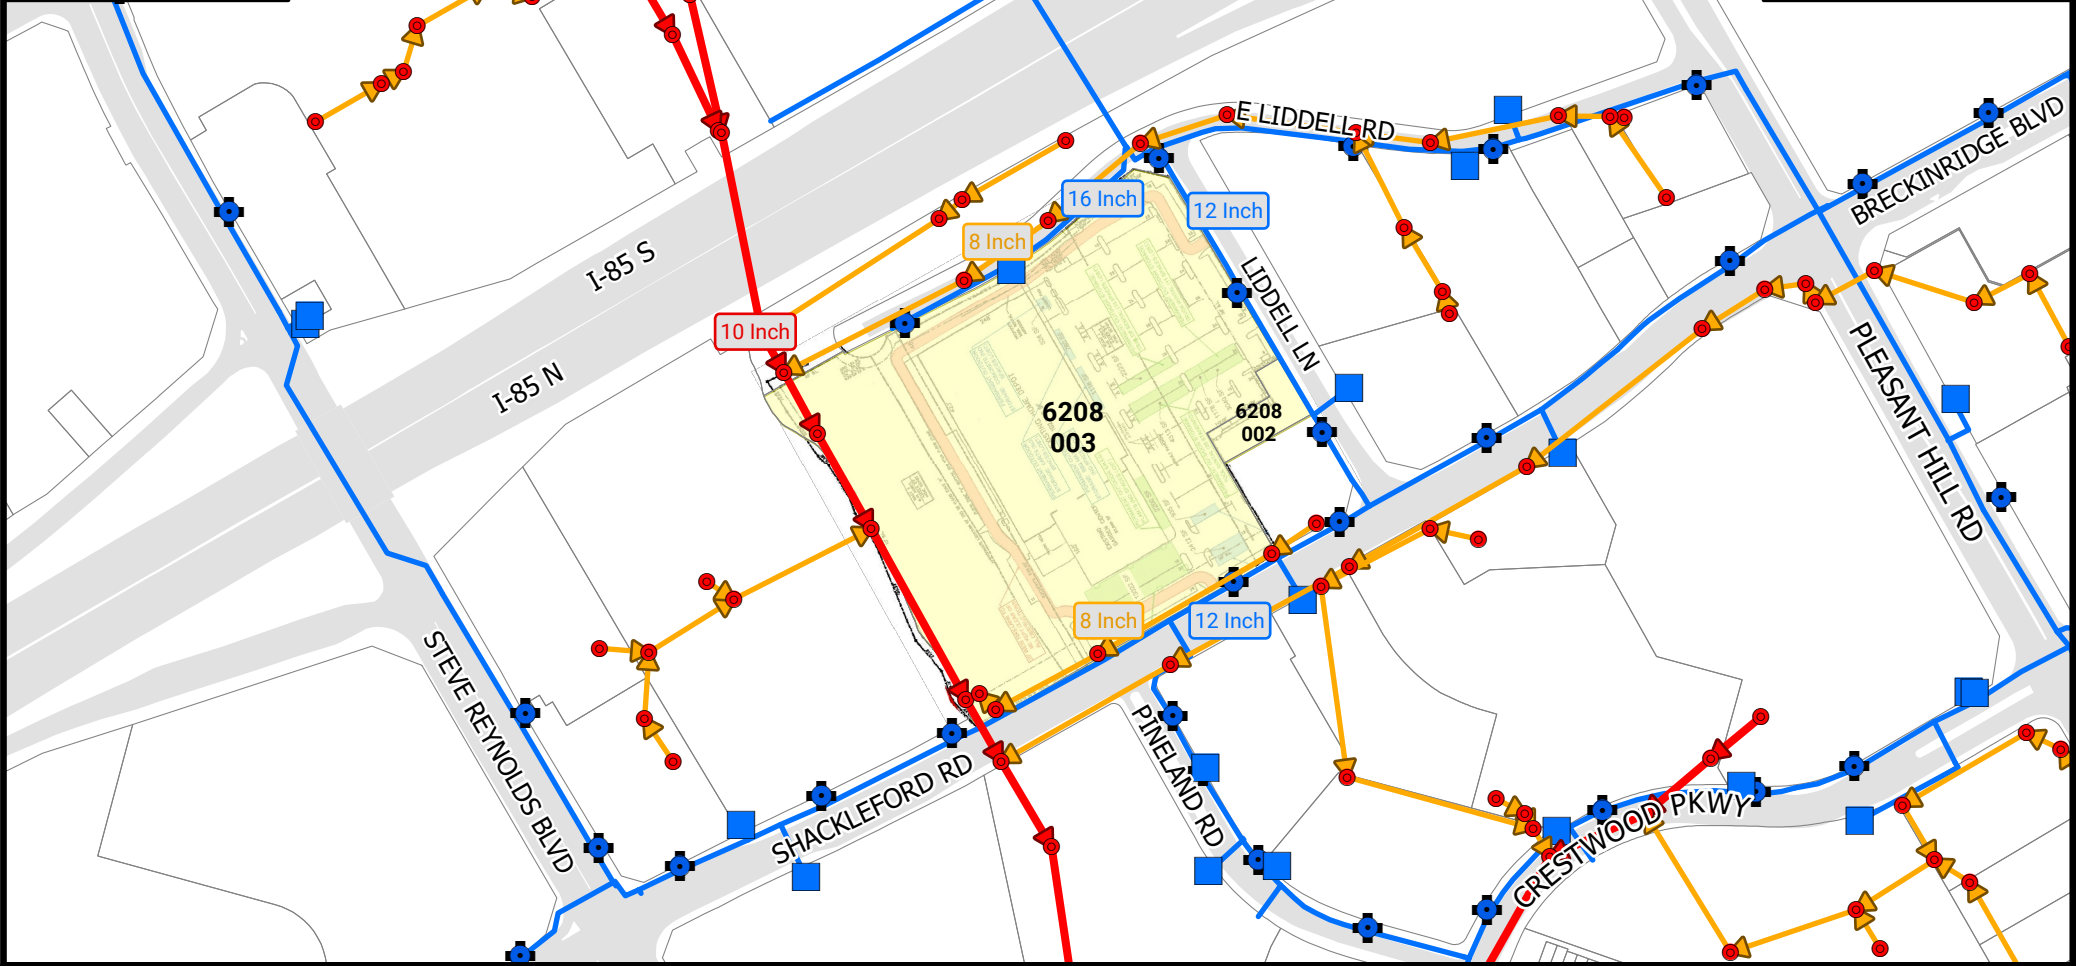 E LIDDELL RD
BRECKINRIDGE BLVD
16 Inch
12 Inch
8 Inch
I-85 S
10 Inch
LIDDELL LN
I-85 N
PLEASANT HILL RD
6208
003
6208
002
8 Inch
12 Inch
STEVE REYNOLDS BLVD
SHACKLEFORD RD
PINELAND RD
CRESTWOOD PKWY